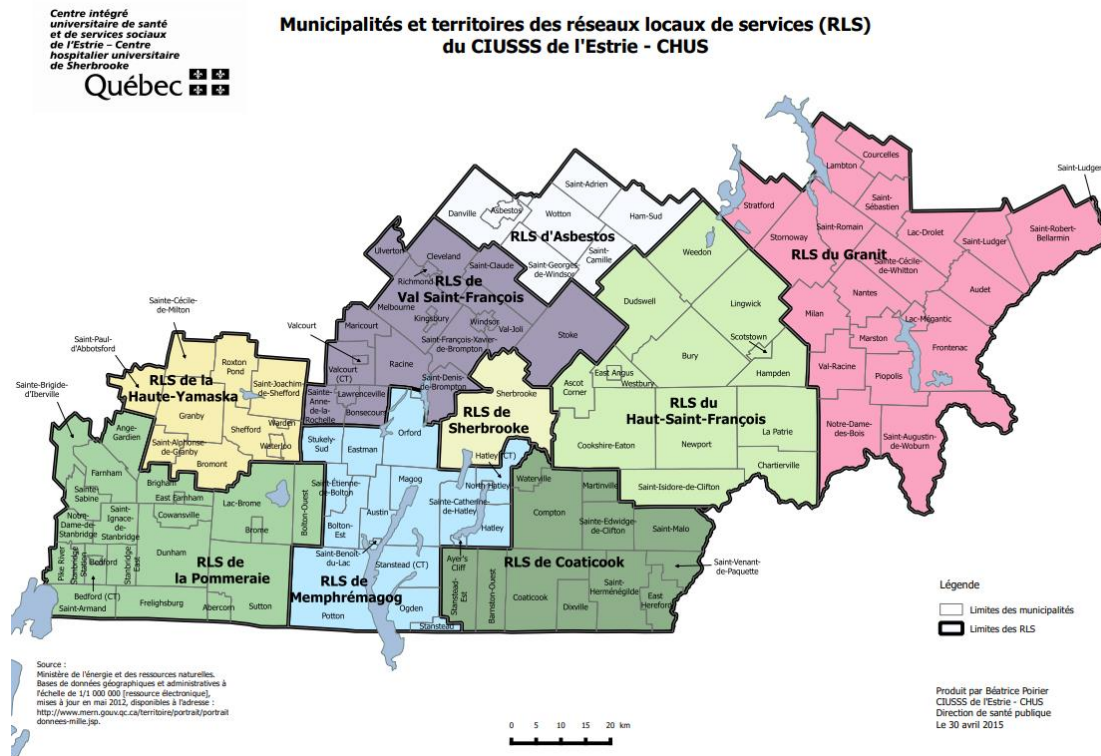 Centre intégré
universitaire de santé
et de services sociaux
de l'Estrie – Centre
hospitalier universitaire
de Sherbrooke
Québec
Municipalités et territoires des réseaux locaux de services (RLS)
du CIUSSS de l'Estrie - CHUS
Saint-Ludger
Courcelles
Lambton
Saint-
Sébastien
Stratford
Saint-Romain
Stornoway
Lac-Drolet
Saint-Ludger
Saint-Robert-
Bellarmin
RLS du Granit
Sainte-Cécile-
de-Whitton
Nantes
Audet
Milan
Lac-Mégantic
Marston
Frontenac
Val-Racine
Piopolis
Notre-Dame-
des-Bois
Saint-Augustin-
de-Woburn
Saint-Adrien
Danville
Asbestos
Wotton
Ham-Sud
RLS d'Asbestos
Saint-
Camille
Saint-Georges-
de-Windsor
Ulverton
Cleveland
Saint-Claude
Richmond
RLS de
Val Saint-François
Melbourne
Kingsbury
Windsor
Val-Joli
Stoke
Maricourt
Saint-François-Xavier-
de-Brompton
Valcourt
Racine
Valcourt (CT)
Saint-Denis-
de-Brompton
Lawrenceville
Sainte-
Anne-
de-la-
Rochelle
Bonsecours
Weedon
Dudswell
Lingwick
Scotstown
Bury
Hampden
East Angus
Westbury
Ascot
Corner
RLS du
Haut-Saint-François
La Patrie
Cookshire-Eaton
Newport
Chartierville
Saint-Isidore-de-Clifton
Sherbrooke
RLS de
Sherbrooke
Sainte-Cécile-
de-Milton
Saint-Paul-
d'Abbotsford
Roxton
Pond
RLS de la
Haute-Yamaska
Saint-Joachim-
de-Shefford
Granby
Shefford
Warden
Waterloo
Saint-Alphonse-
de-Granby
Bromont
Sainte-Brigide-
d'Iberville
Ange-
Gardien
Farnham
Brigham
Sainte-
Sabine
East Farnham
Lac-Brome
Bolton-Ouest
Notre-
Dame-de-
Stanbridge
Saint-
Ignace-de-
Stanbridge
Cowansville
Brome
Pike River
Stanbridge
Station
Bedford
Stanbridge
East
Dunham
RLS de
la Pommeraie
Bedford (CT)
Saint-Armand
Frelighsburg
Abercorn
Sutton
Stukely-
Sud
Eastman
Orford
Saint-Étienne-
de-Bolton
Magog
Hatley (CT)
North Hatley
Bolton-
Est
Austin
Sainte-Catherine-
de-Hatley
Hatley
Saint-Benoît-
du-Lac
Stanstead (CT)
Ayer's
Cliff
RLS de
Memphrémagog
Potton
Ogden
Stanstead
Waterville
Martinville
Compton
Sainte-Edwidge-
de-Clifton
Saint-Malo
RLS de Coaticook
Saint-Venant-
de-Paquette
Stanstead-
Est
Barnston-Ouest
Coaticook
Dixville
Saint-
Herménégilde
East
Hereford
Légende
Limites des municipalités
Limites des RLS
Source :
Ministère de l'énergie et des ressources naturelles.
Bases de données géographiques et administratives à
l'échelle de 1/1 000 000 [ressource électronique],
mises à jour en mai 2012, disponibles à l'adresse :
http://www.mern.gouv.qc.ca/territoire/portrait/portrait
donnees-mille.jsp.
0 5 10 15 20 km
Produit par Béatrice Poirier
CIUSSS de l'Estrie - CHUS
Direction de santé publique
Le 30 avril 2015